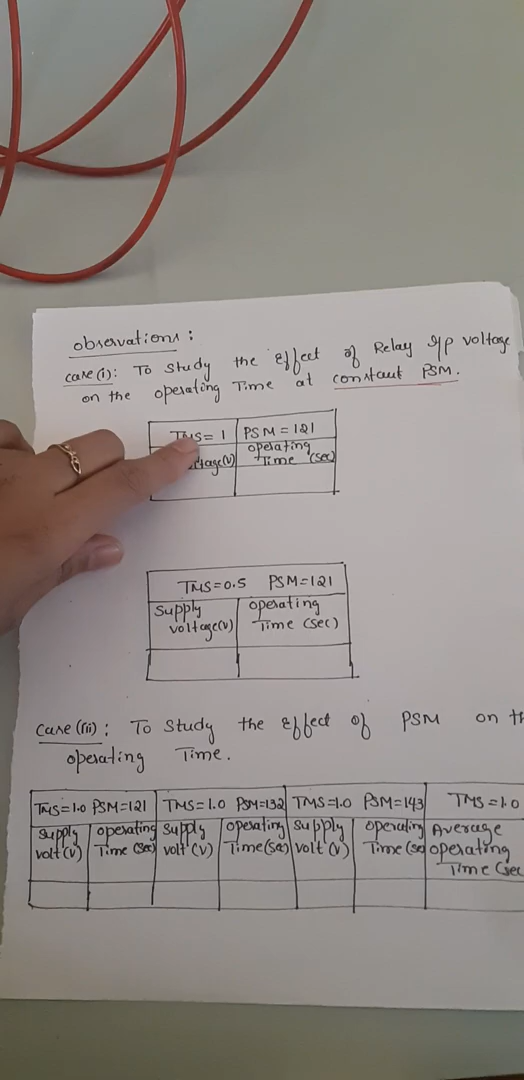 observations :
case(i): To Study the Effect of Relay I/p voltage
on the operating Time at constant PSM.
TMS= 1 PSM = 121
operating
(V) Time (sec)
TMS=0.5 PSM=121
Supply operating
voltage(v) Time (sec)
To Study the Effect of PSM on
operating Time.
TMS=1.0 PSM=121 TMS=1.0 PSM=132 TMS=1.0 PSM=143 TMS=1.0
Supply operating Supply operating Supply operating Average
volt(v) Time (sec) volt(v) Time(sec) volt(v) Time (sec operating
Time (sec